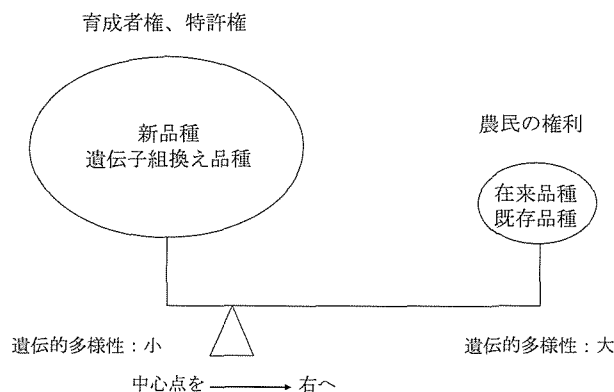 育成者権、特許権
新品種
遺伝子組換え品種
農民の権利
在来品種
既存品種
遺伝的多様性：小
遺伝的多様性：大
中心点を → 右へ